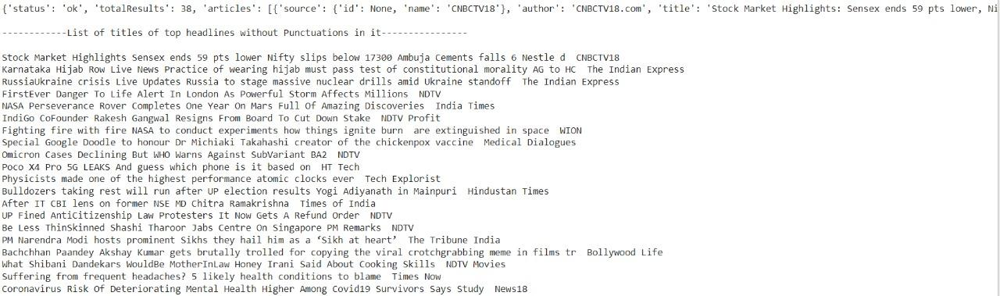 {'status': 'ok', 'totalResults': 38, 'articles': [{'source': {'id': None, 'name': 'CNBCTV18'}, 'author': 'CNBCTV18.com', 'title': 'Stock Market Highlights: Sensex ends 59 pts lower, Ni
------------List of titles of top headlines without Punctuations in it----------------
Stock Market Highlights Sensex ends 59 pts lower Nifty slips below 17300 Ambuja Cements falls 6 Nestle d  CNBCTV18
Karnataka Hijab Row Live News Practice of wearing hijab must pass test of constitutional morality AG to HC  The Indian Express
RussiaUkraine crisis Live Updates Russia to stage massive nuclear drills amid Ukraine standoff  The Indian Express
FirstEver Danger To Life Alert In London As Powerful Storm Affects Millions  NDTV
NASA Perseverance Rover Completes One Year On Mars Full Of Amazing Discoveries  India Times
IndiGo CoFounder Rakesh Gangwal Resigns From Board To Cut Down Stake  NDTV Profit
Fighting fire with fire NASA to conduct experiments how things ignite burn  are extinguished in space  WION
Special Google Doodle to honour Dr Michiaki Takahashi creator of the chickenpox vaccine  Medical Dialogues
Omicron Cases Declining But WHO Warns Against SubVariant BA2  NDTV
Poco X4 Pro 5G LEAKS And guess which phone is it based on  HT Tech
Physicists made one of the highest performance atomic clocks ever  Tech Explorist
Bulldozers taking rest will run after UP election results Yogi Adiyanath in Mainpuri  Hindustan Times
After IT CBI lens on former NSE MD Chitra Ramakrishna  Times of India
UP Fined AntiCitizenship Law Protesters It Now Gets A Refund Order  NDTV
Be Less ThinSkinned Shashi Tharoor Jabs Centre On Singapore PM Remarks  NDTV
PM Narendra Modi hosts prominent Sikhs they hail him as a ‘Sikh at heart’  The Tribune India
Bachchhan Paandey Akshay Kumar gets brutally trolled for copying the viral crotchgrabbing meme in films tr  Bollywood Life
What Shibani Dandekars WouldBe MotherInLaw Honey Irani Said About Cooking Skills  NDTV Movies
Suffering from frequent headaches? 5 likely health conditions to blame  Times Now
Coronavirus Risk Of Deteriorating Mental Health Higher Among Covid19 Survivors Says Study  News18